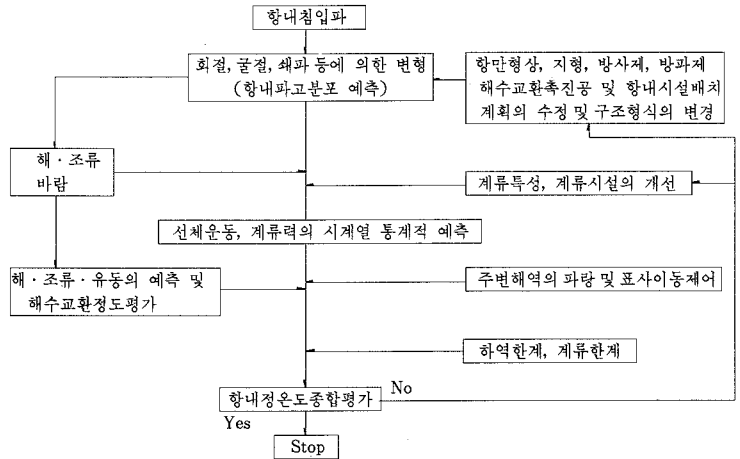 항내침입파
회절, 굴절, 쇄파 등에 의한 변형
(항내파고분포 예측)
항만형상, 지형, 방사제, 방파제
해수교환촉진공 및 항내시설배치
계획의 수정 및 구조형식의 변경
해 · 조류
바람
계류특성, 계류시설의 개선
선체운동, 계류력의 시계열 통계적 예측
해 · 조류 · 유동의 예측 및
해수교환정도평가
주변해역의 파랑 및 표사이동제어
하역한계, 계류한계
항내정온도종합평가
No
Yes
Stop